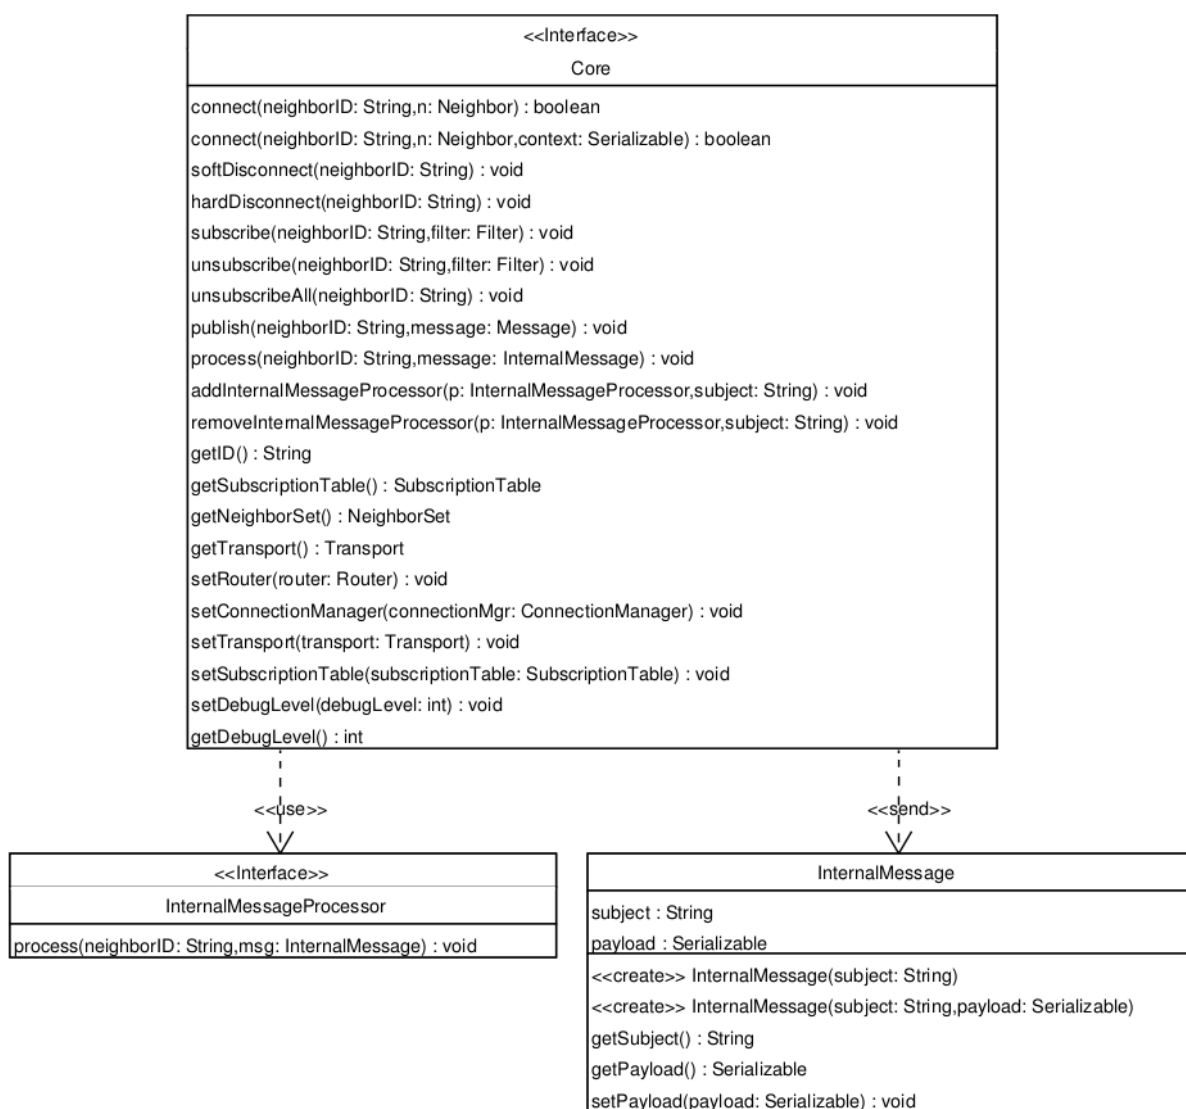 <<Interface>>
Core
connect(neighborID: String,n: Neighbor) : boolean
connect(neighborID: String,n: Neighbor,context: Serializable) : boolean
softDisconnect(neighborID: String) : void
hardDisconnect(neighborID: String) : void
subscribe(neighborID: String,filter: Filter) : void
unsubscribe(neighborID: String,filter: Filter) : void
unsubscribeAll(neighborID: String) : void
publish(neighborID: String,message: Message) : void
process(neighborID: String,message: InternalMessage) : void
addInternalMessageProcessor(p: InternalMessageProcessor,subject: String) : void
removeInternalMessageProcessor(p: InternalMessageProcessor,subject: String) : void
getID() : String
getSubscriptionTable() : SubscriptionTable
getNeighborSet() : NeighborSet
getTransport() : Transport
setRouter(router: Router) : void
setConnectionManager(connectionMgr: ConnectionManager) : void
setTransport(transport: Transport) : void
setSubscriptionTable(subscriptionTable: SubscriptionTable) : void
setDebugLevel(debugLevel: int) : void
getDebugLevel() : int
<<use>>
<<send>>
<<Interface>>
InternalMessageProcessor
process(neighborID: String,msg: InternalMessage) : void
InternalMessage
subject : String
payload : Serializable
<<create>> InternalMessage(subject: String)
<<create>> InternalMessage(subject: String,payload: Serializable)
getSubject() : String
getPayload() : Serializable
setPayload(payload: Serializable) : void